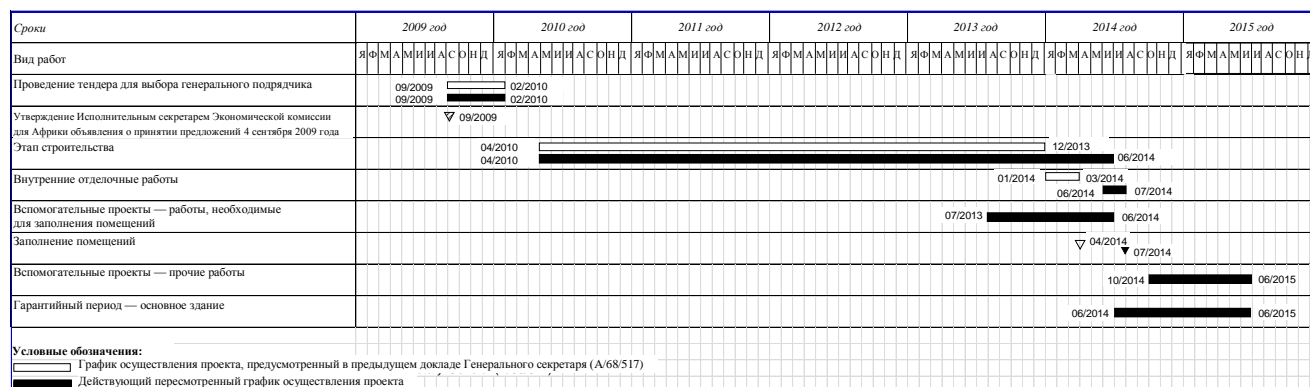 Сроки 2009 год 2010 год 2011 год 2012 год 2013 год 2014 год 2015 год
Вид работ Я Ф М А М И И А С О Н Д Я Ф М А М И И А С О Н Д Я Ф М А М И И А С О Н Д Я Ф М А М И И А С О Н Д Я Ф М А М И И А С О Н Д Я Ф М А М И И А С О Н Д Я Ф М А М И И А С О Н
Проведение тендера для выбора генерального подрядчика 09/2009 02/2010
09/2009 02/2010
Утверждение Исполнительным секретарем Экономической комиссии
для Африки объявления о принятии предложений 4 сентября 2009 года 09/2009
Этап строительства 04/2010 12/2013
04/2010 06/2014
Внутренние отделочные работы 01/2014 03/2014
06/2014 07/2014
Вспомогательные проекты — работы, необходимые
для заполнения помещений 07/2013 06/2014
Заполнение помещений 04/2014
07/2014
Вспомогательные проекты — прочие работы 10/2014 06/2015
Гарантийный период — основное здание 06/2014 06/2015
Условные обозначения:
График осуществления проекта, предусмотренный в предыдущем докладе Генерального секретаря (A/68/517)
Действующий пересмотренный график осуществления проекта